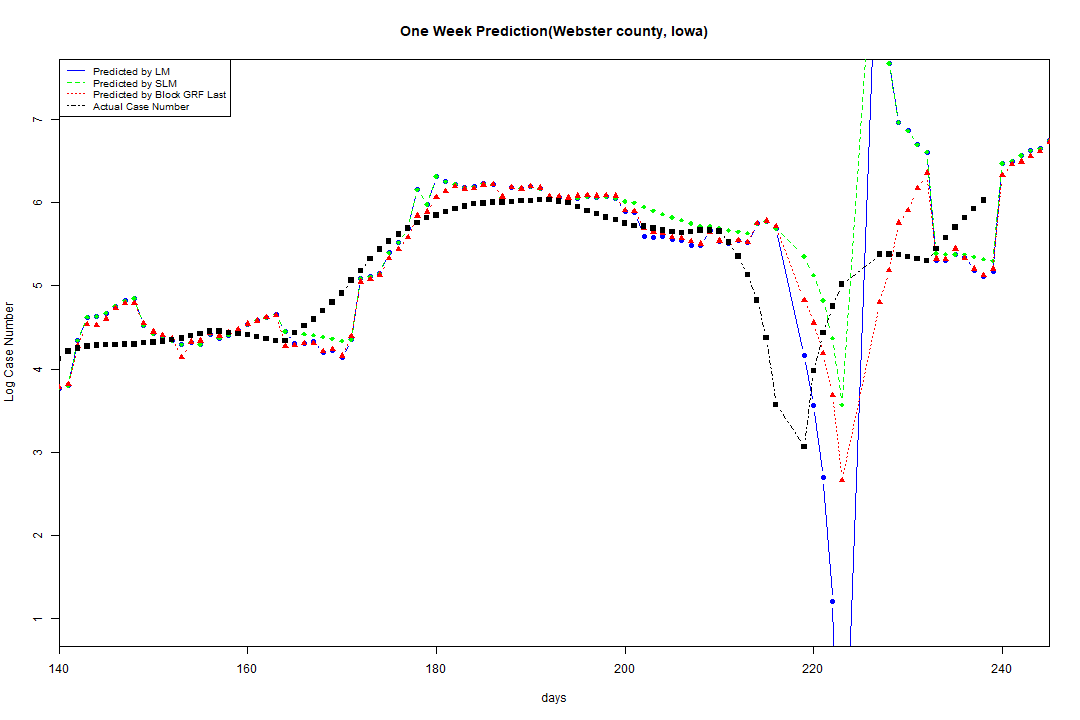 One Week Prediction(Webster county, Iowa)
Predicted by LM
Predicted by SLM
Predicted by Block GRF Last
Actual Case Number
Log Case Number
7
6
5
4
3
2
1
140 160 180 200 220 240
days